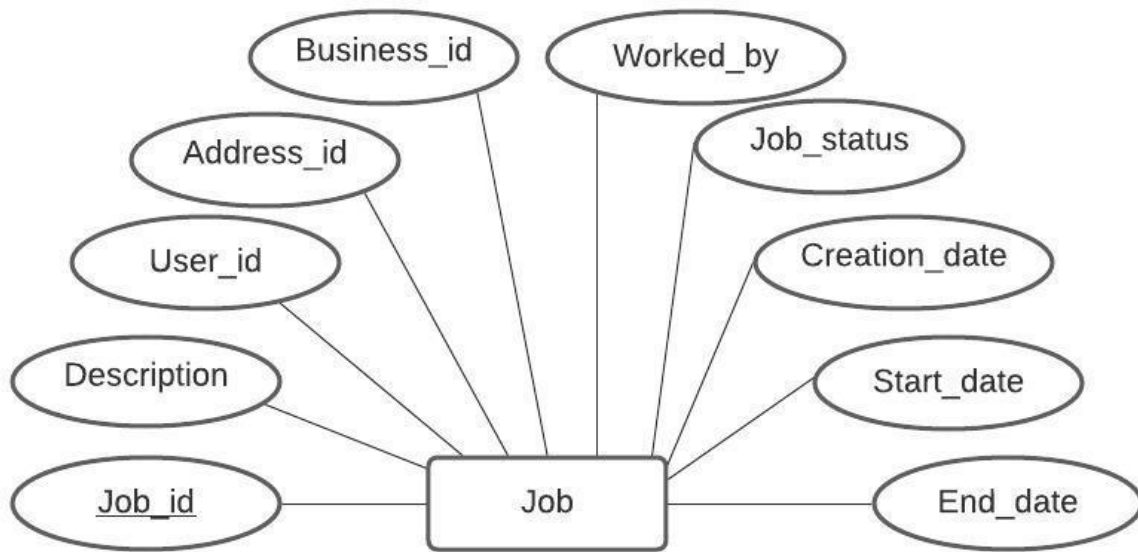 Business_id
Worked_by
Address_id
Job_status
User_id
Creation_date
Description
Start_date
Job_id
Job
End_date